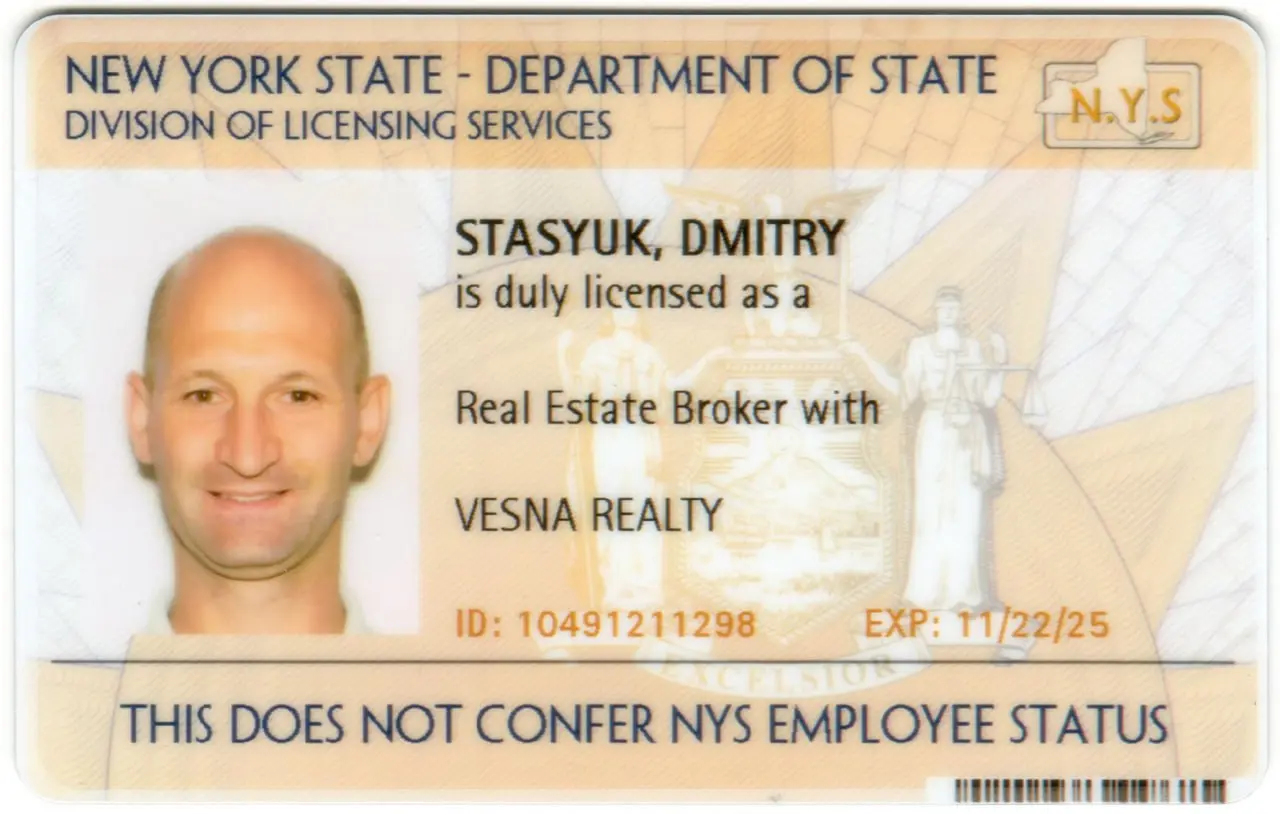 NEW YORK STATE - DEPARTMENT OF STATE
DIVISION OF LICENSING SERVICES
N.Y.S
STASYUK, DMITRY
is duly licensed as a
Real Estate Broker with
VESNA REALTY
ID: 10491211298 EXP: 11/22/25
EXCELSIOR
THIS DOES NOT CONFER NYS EMPLOYEE STATUS